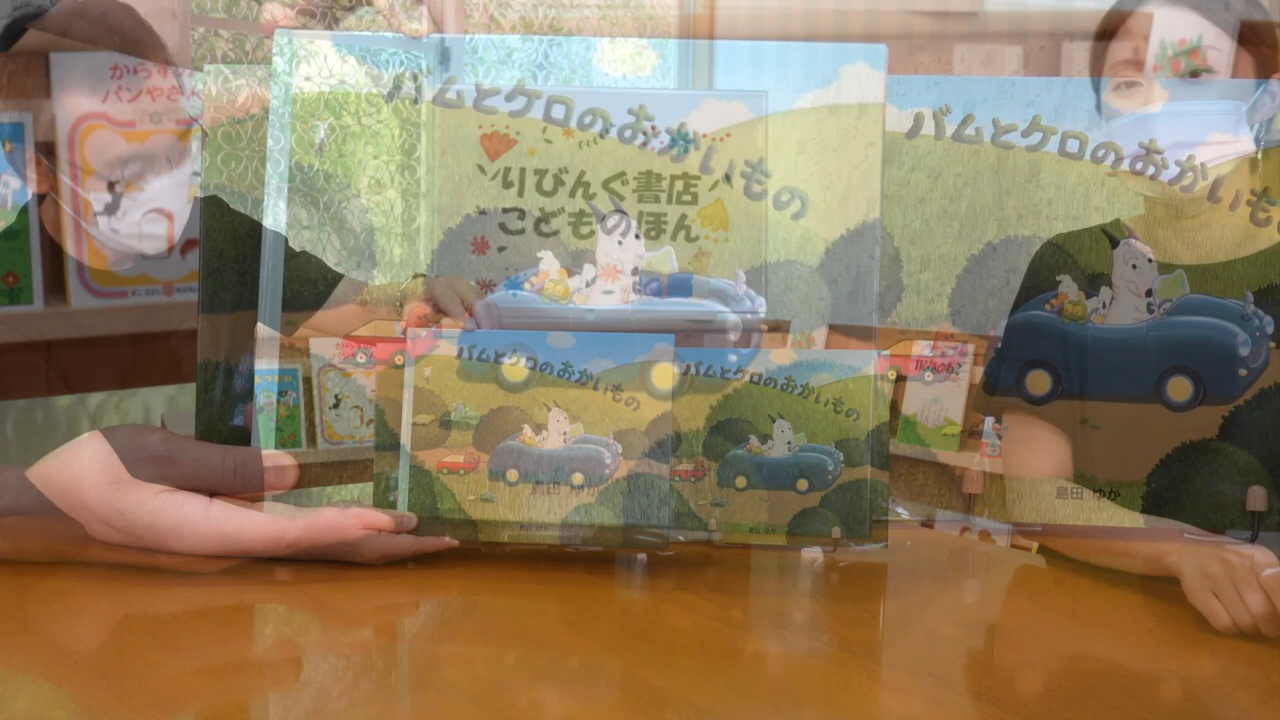 からすの
パンやさん
バムとケロのおかいもの
バムとケロのおかいも
りびんぐ書店
こどものほん
バムとケロのおかいもの
バムとケロのおかいもの
島田 ゆか
島田 ゆか